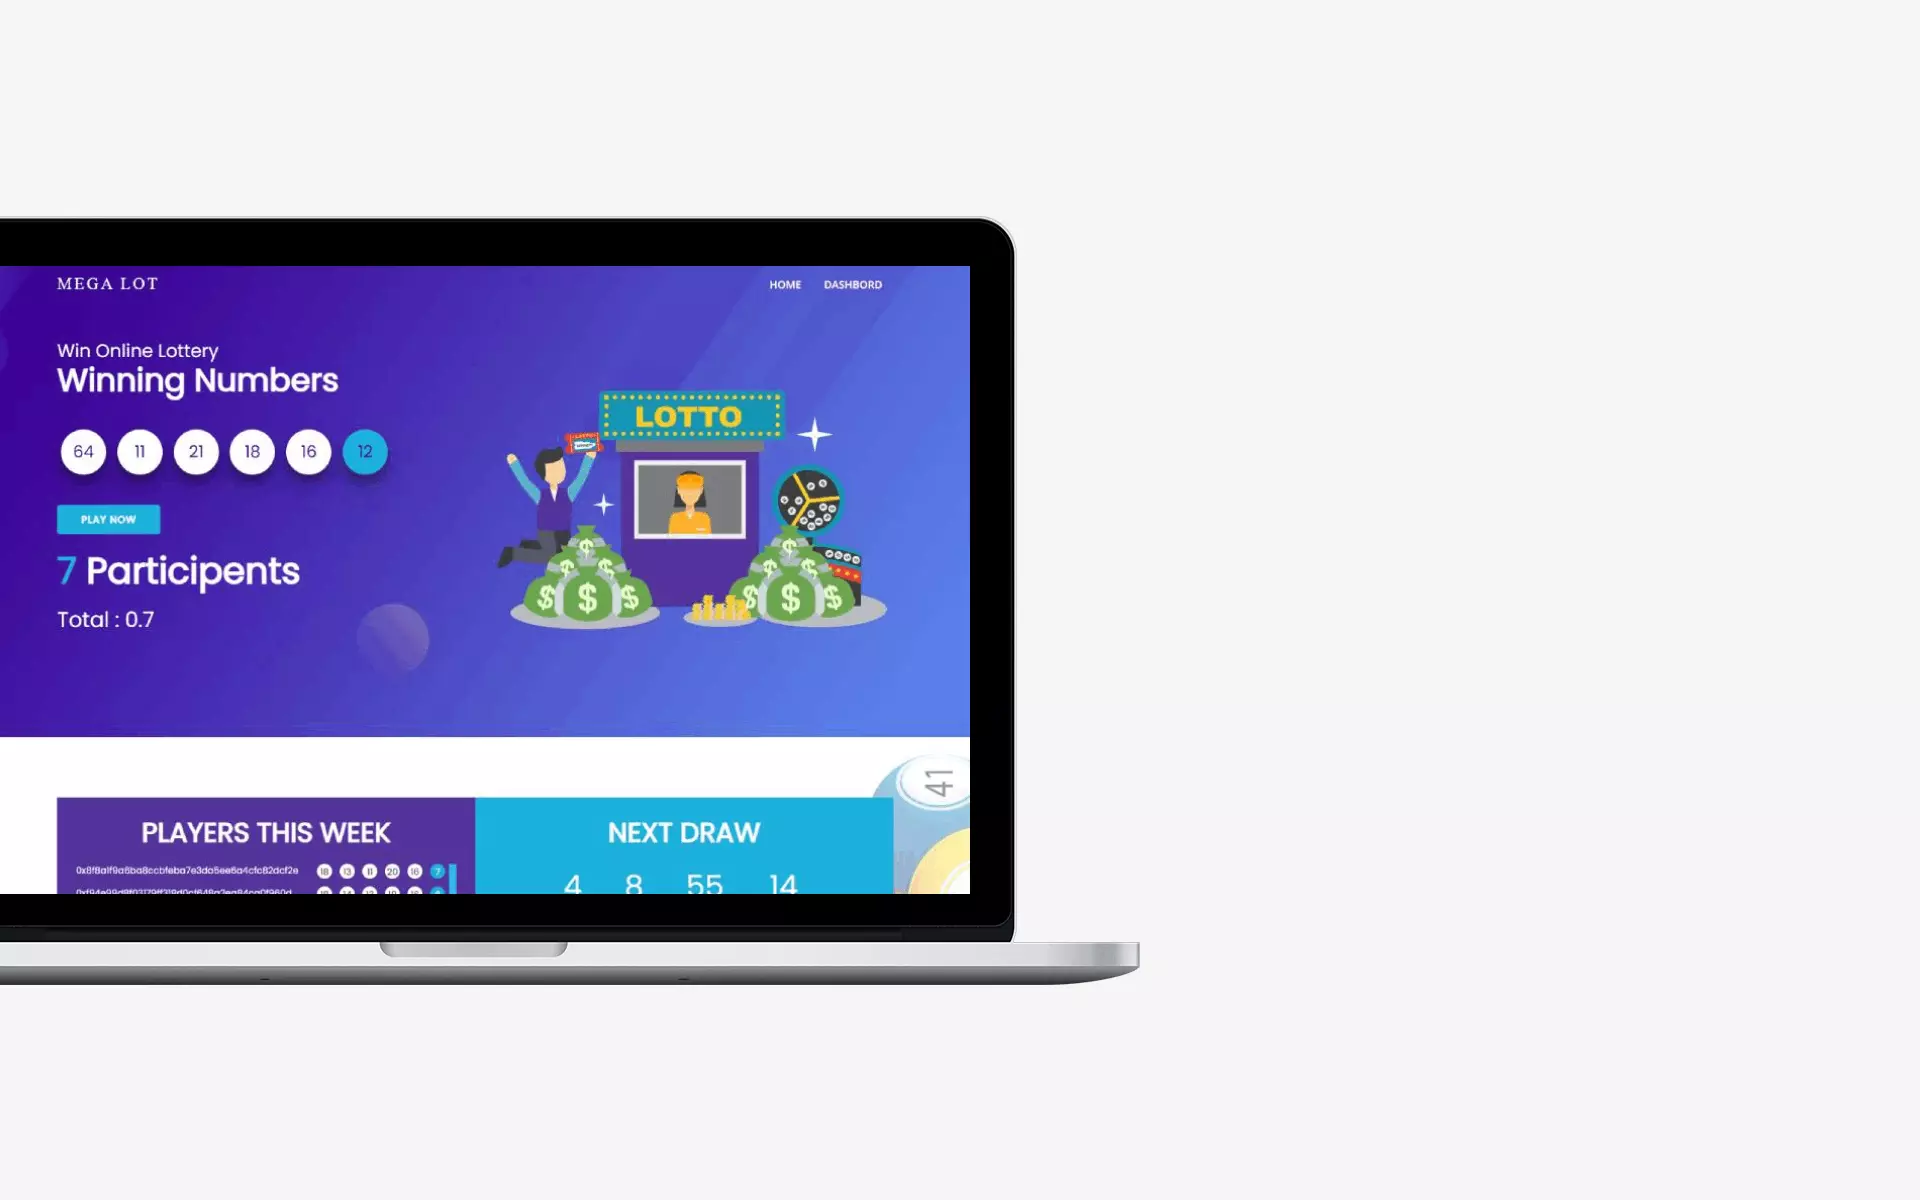 MEGA LOT
HOME DASHBORD
Win Online Lottery
Winning Numbers
64 11 21 18 16 12
PLAY NOW
7 Participents
Total : 0.7
LOTTO
41
PLAYERS THIS WEEK
18 13 11 20 16 7
NEXT DRAW
4 8 55 14